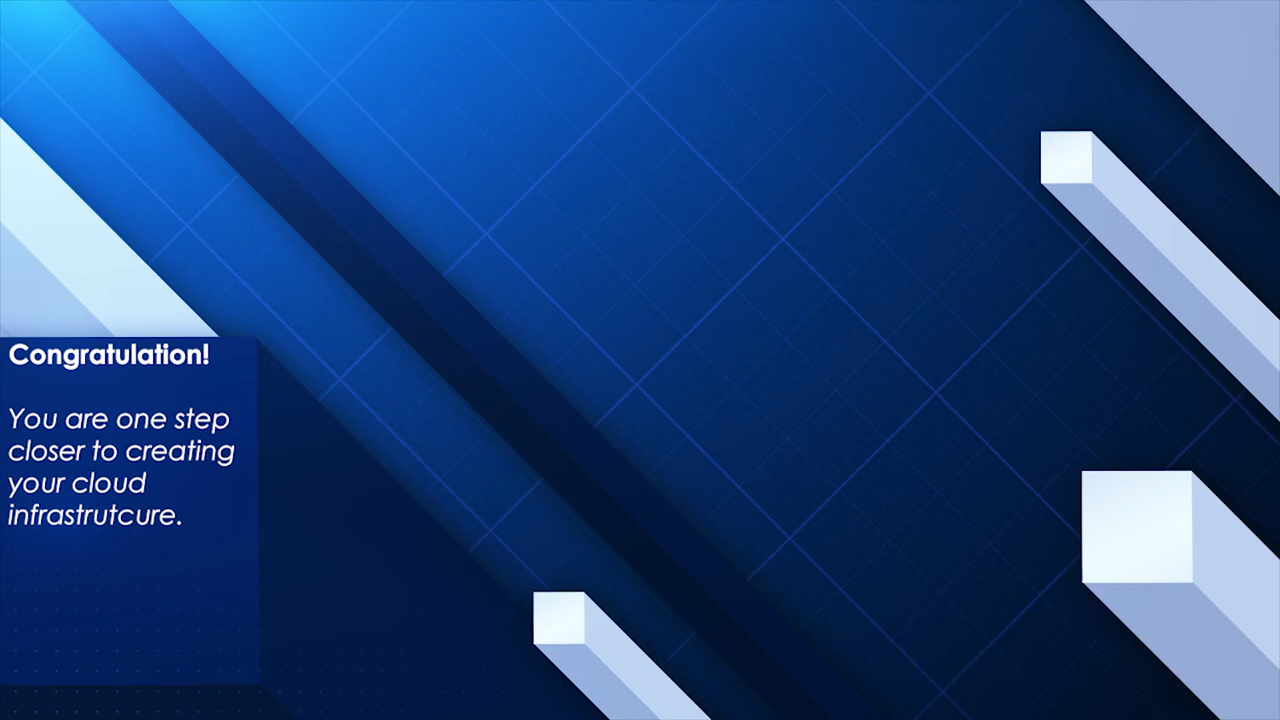 Congratulation!
You are one step
closer to creating
your cloud
infrastrutcure.